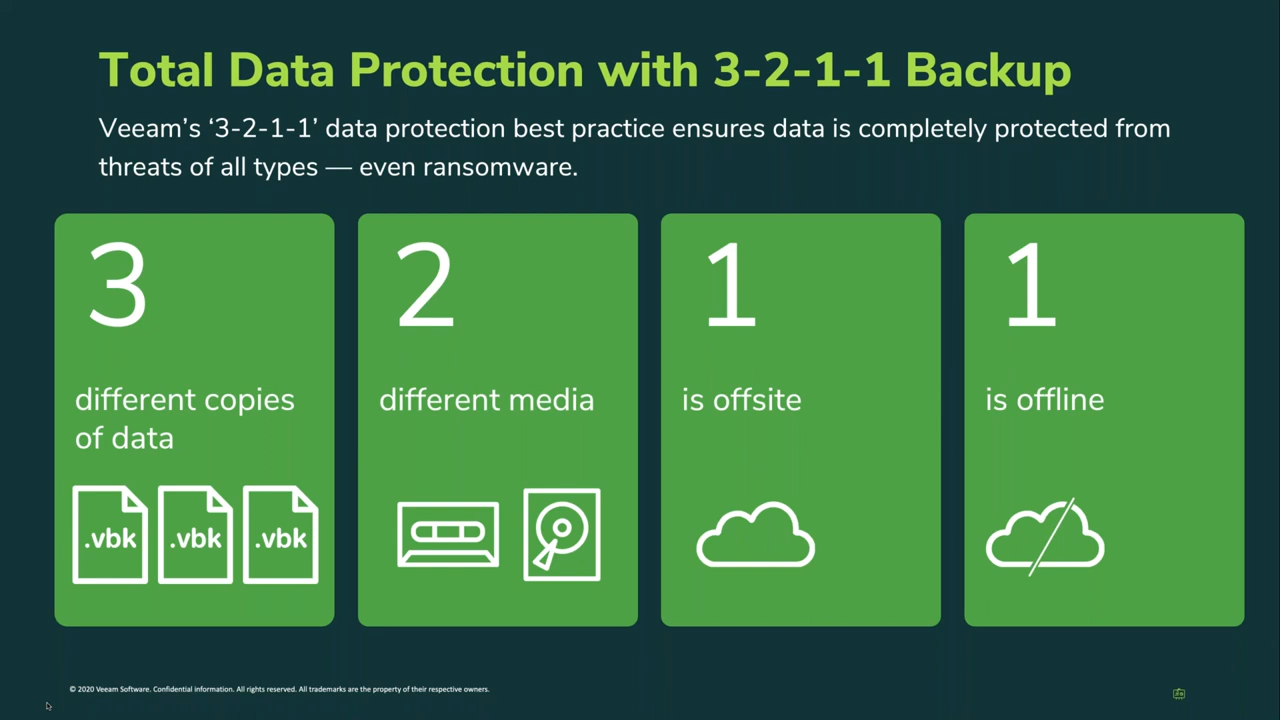 Total Data Protection with 3-2-1-1 Backup
Veeam’s ‘3-2-1-1’ data protection best practice ensures data is completely protected from
threats of all types — even ransomware.
3
different copies
of data
.vbk .vbk .vbk
2
different media
1
is offsite
1
is offline
© 2020 Veeam Software. Confidential information. All rights reserved. All trademarks are the property of their respective owners.